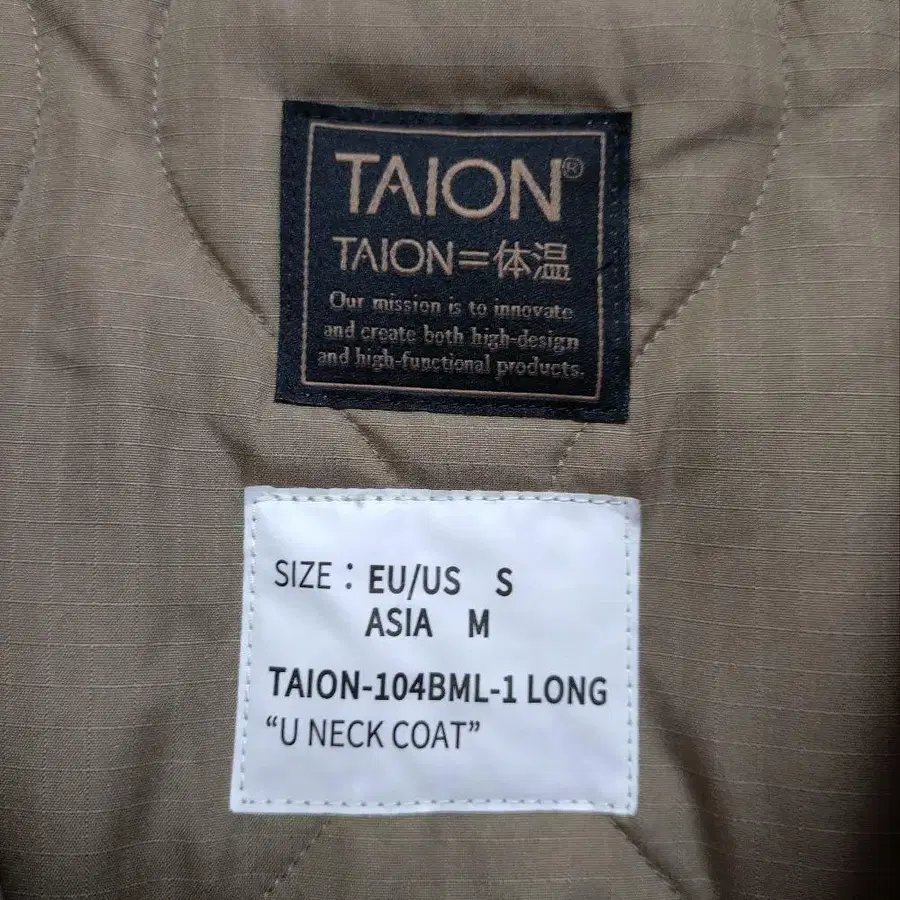 TAION®
TAION=体温
Our mission is to innovate
and create both high-design
and high-functional products.
SIZE : EU/US S
ASIA M
TAION-104BML-1 LONG
“U NECK COAT”